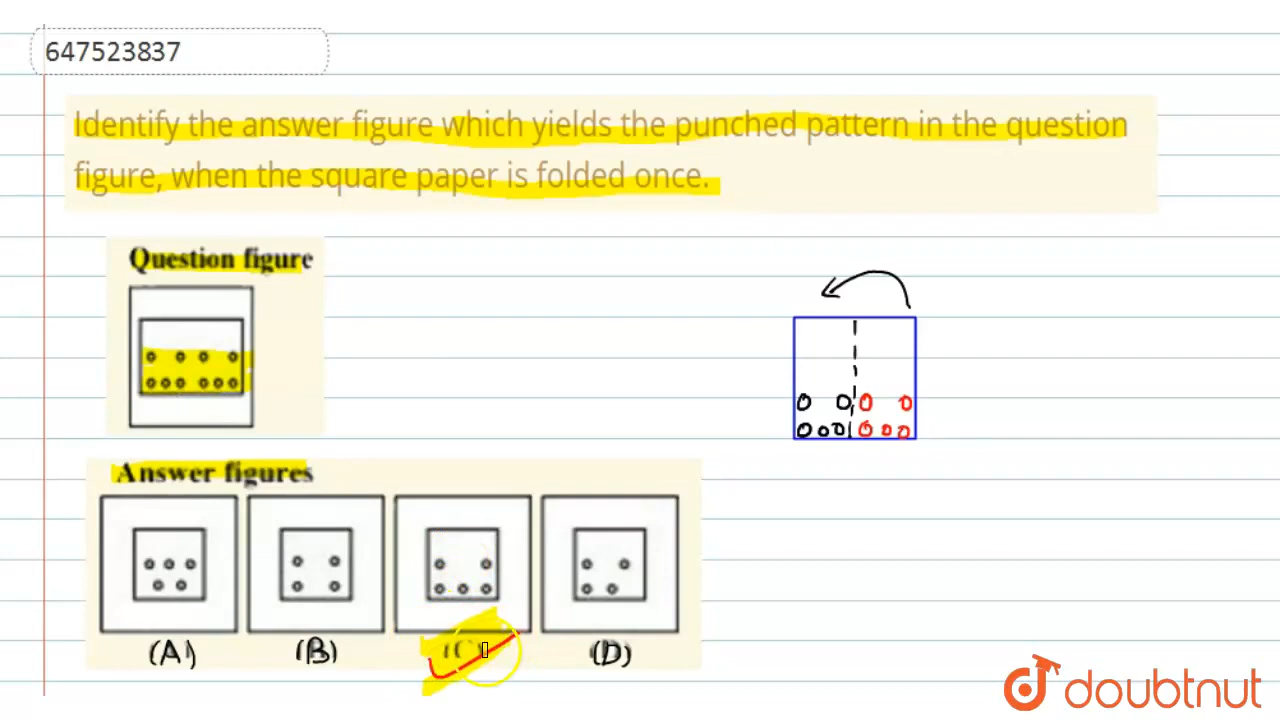 647523837
Identify the answer figure which yields the punched pattern in the question
figure, when the square paper is folded once.
Question figure
Answer figures
(A) (B) (C) (D)
doubtnut